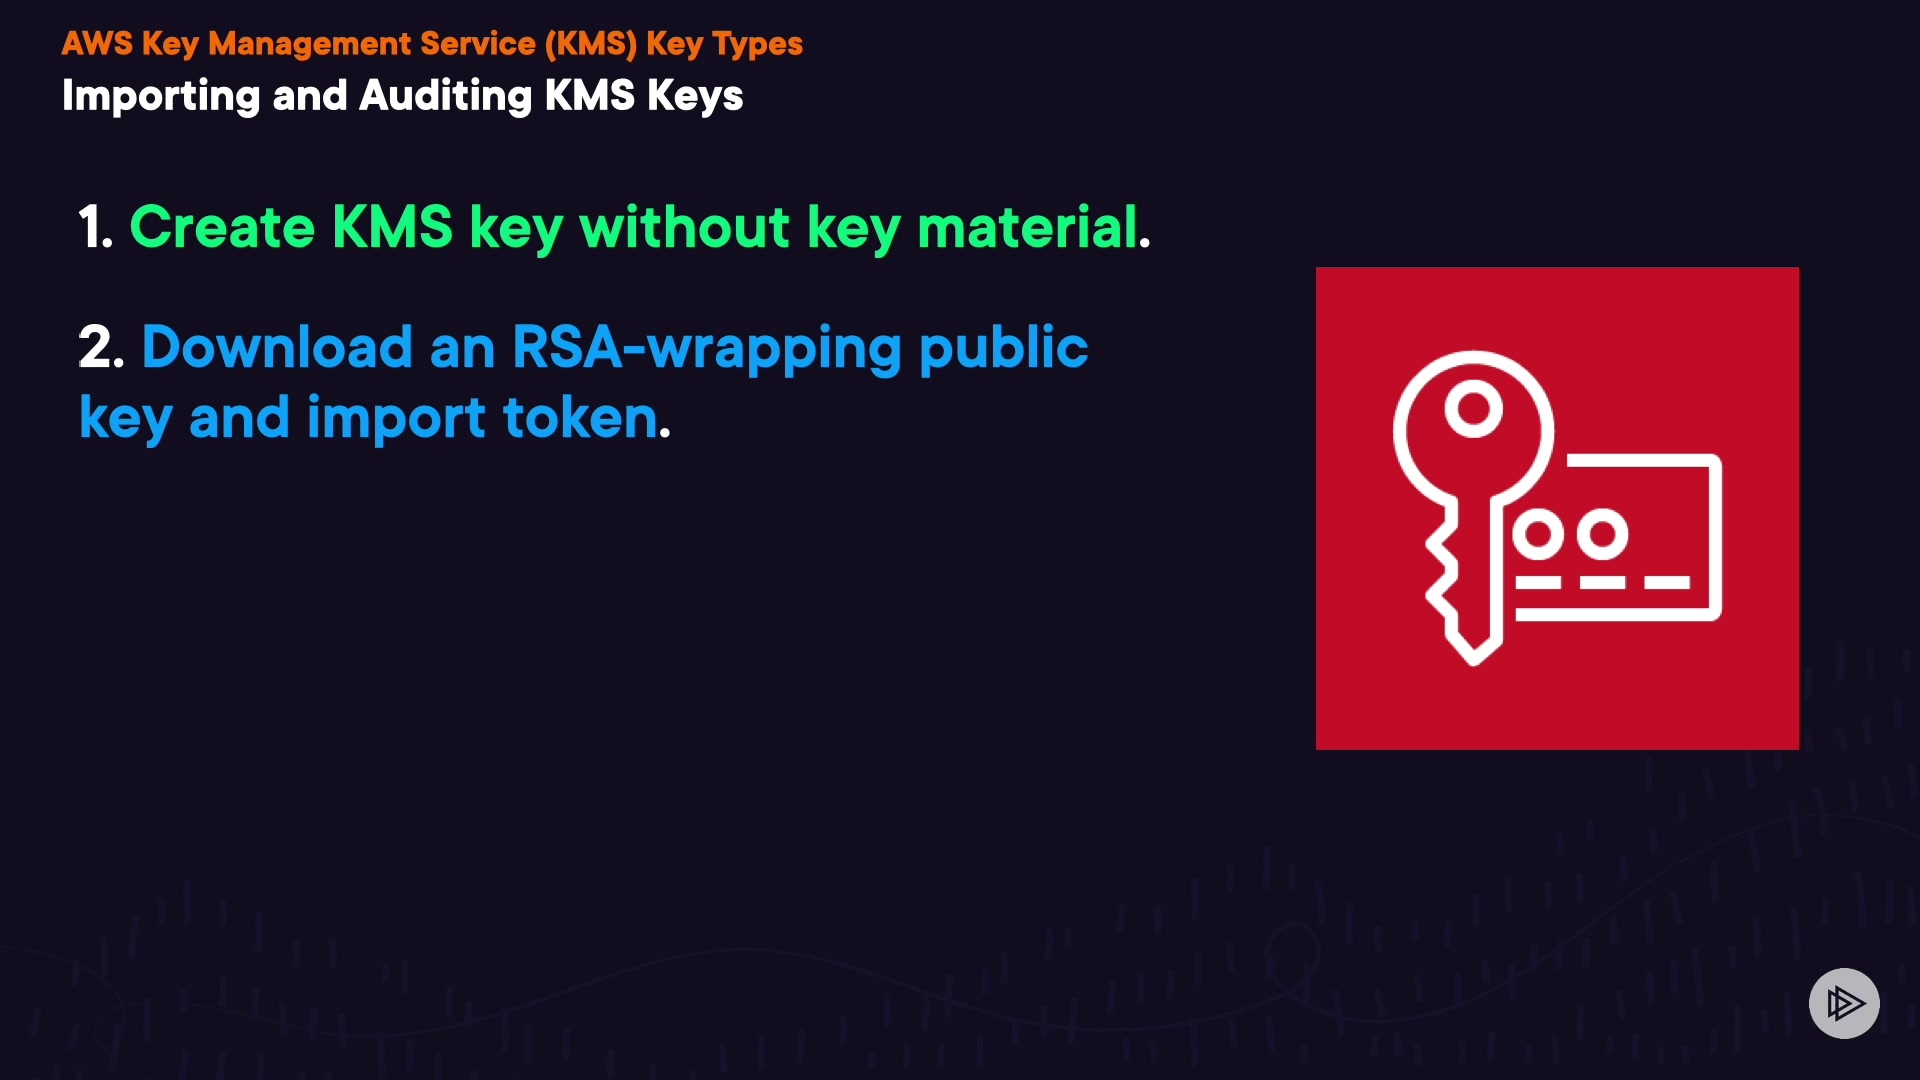 AWS Key Management Service (KMS) Key Types
Importing and Auditing KMS Keys
1. Create KMS key without key material.
2. Download an RSA-wrapping public
key and import token.